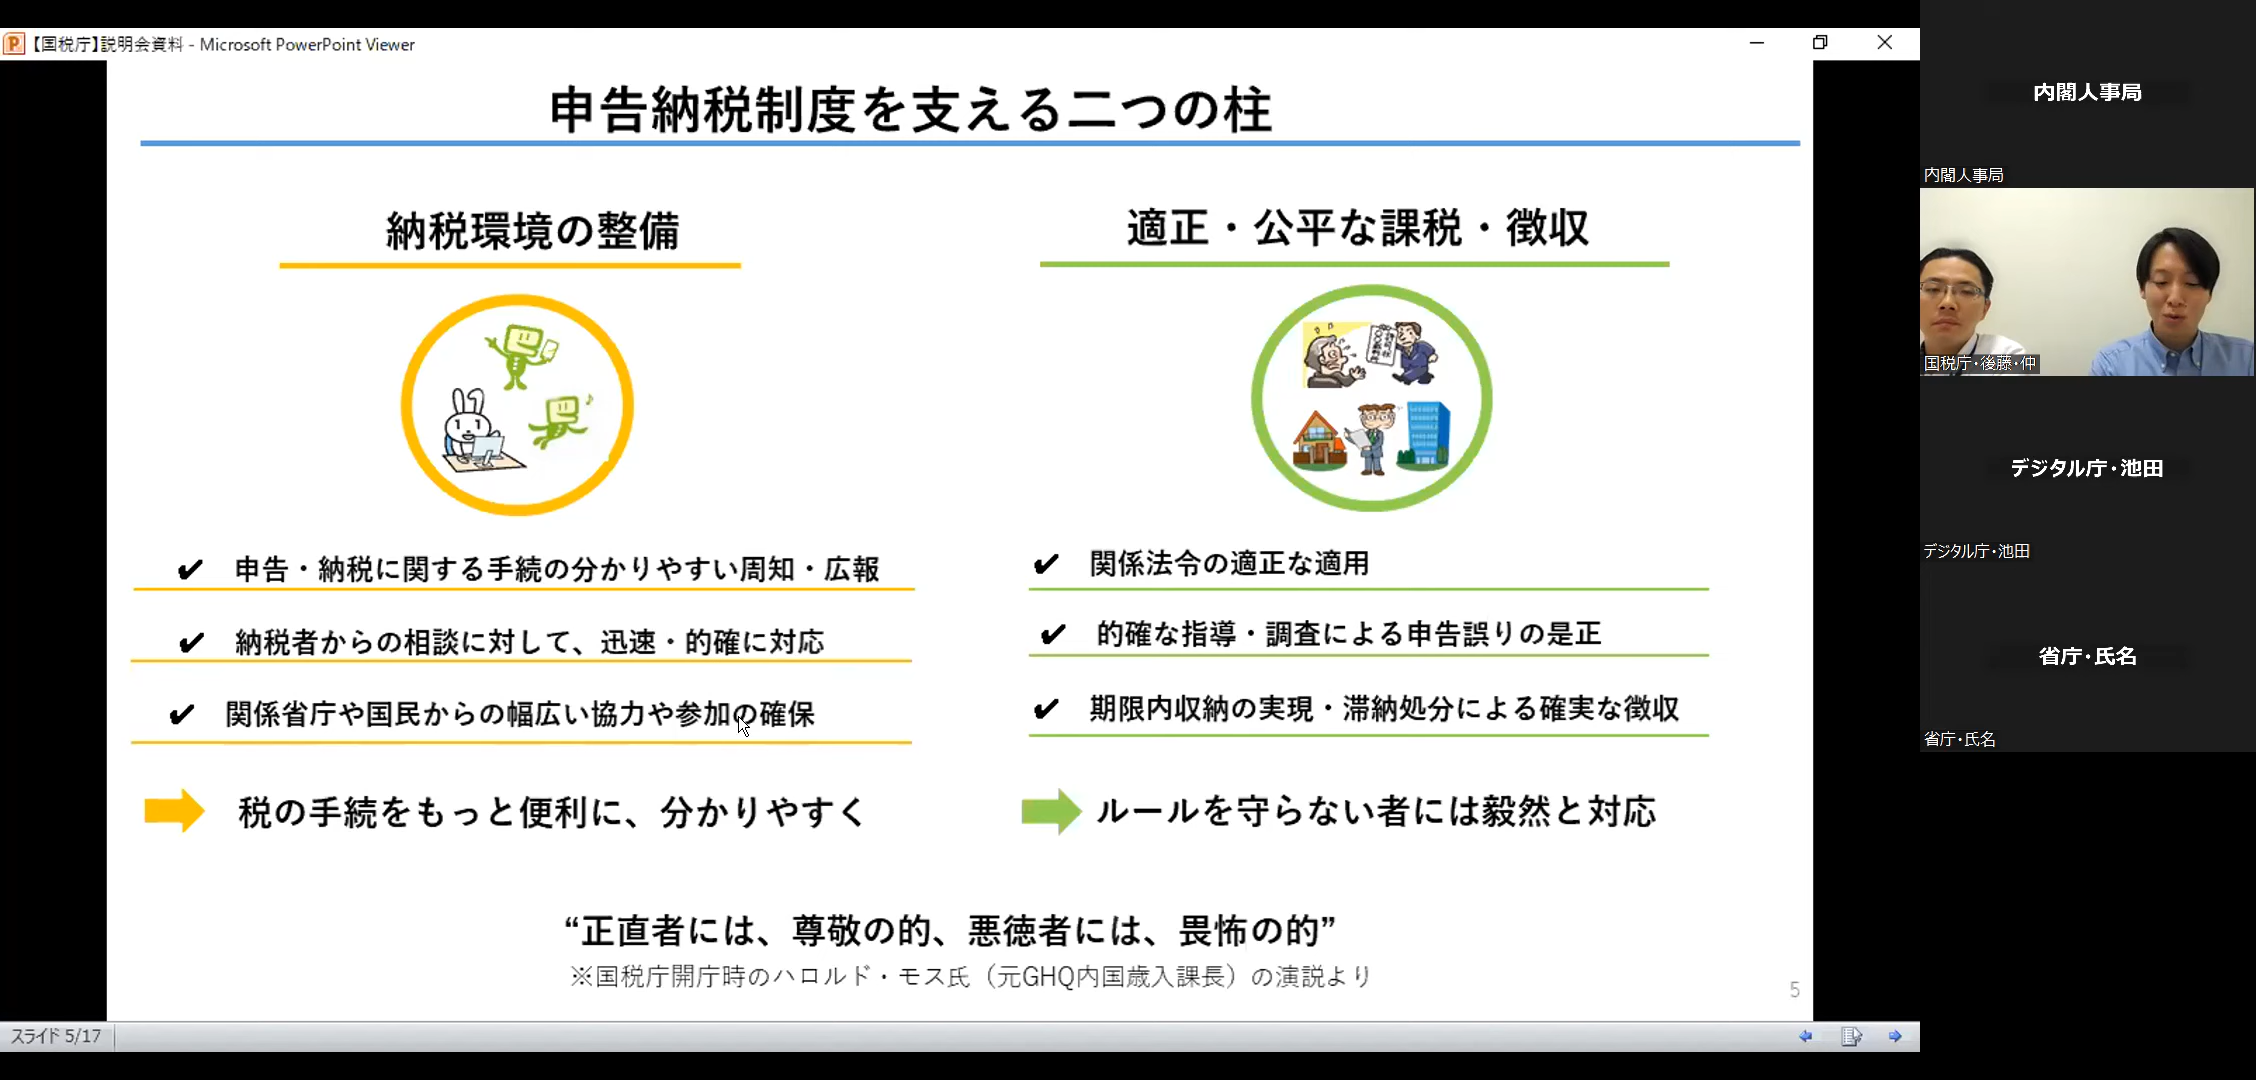 【国税庁】説明会資料 - Microsoft PowerPoint Viewer
申告納税制度を支える二つの柱
納税環境の整備
✔ 申告・納税に関する手続の分かりやすい周知・広報
✔ 納税者からの相談に対して、迅速・的確に対応
✔ 関係省庁や国民からの幅広い協力や参加の確保
税の手続をもっと便利に、分かりやすく
適正・公平な課税・徴収
✔ 関係法令の適正な適用
✔ 的確な指導・調査による申告誤りの是正
✔ 期限内収納の実現・滞納処分による確実な徴収
ルールを守らない者には毅然と対応
“正直者には、尊敬の的、悪徳者には、畏怖の的”
※国税庁開庁時のハロルド・モス氏（元GHQ内国歳入課長）の演説より
5
スライド 5/17
内閣人事局
内閣人事局
国税庁・後藤・仲
デジタル庁・池田
デジタル庁・池田
省庁・氏名
省庁・氏名